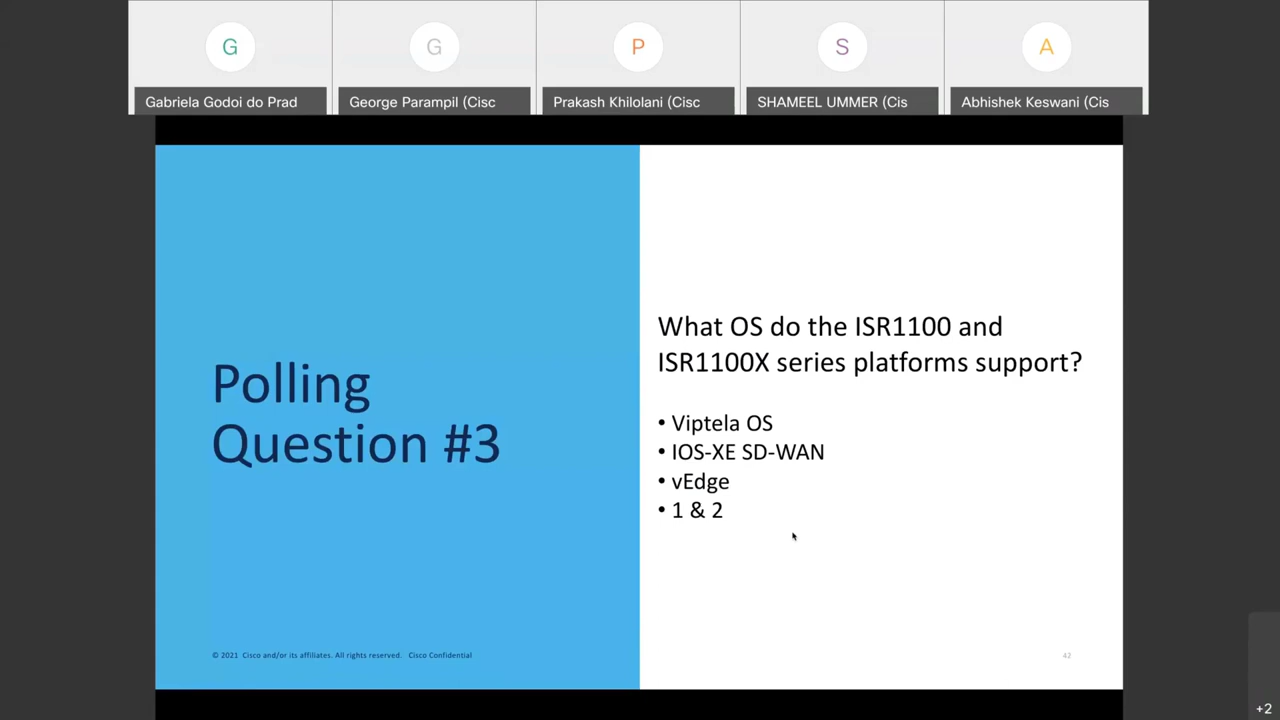 G
G
P
S
A
Gabriela Godoi do Prad
George Parampil (Cisc
Prakash Khilolani (Cisc
SHAMEEL UMMER (Cis
Abhishek Keswani (Cis
Polling
Question #3
What OS do the ISR1100 and
ISR1100X series platforms support?
• Viptela OS
• IOS-XE SD-WAN
• vEdge
• 1 & 2
© 2021 Cisco and/or its affiliates. All rights reserved. Cisco Confidential
42
+2